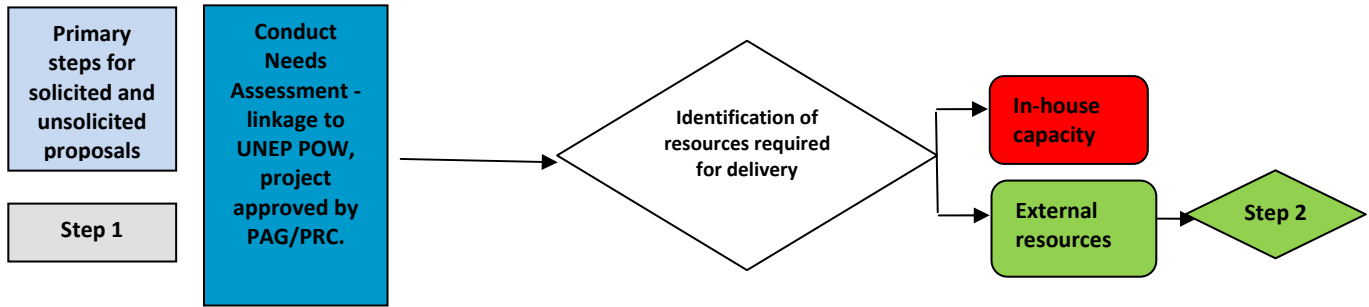 Primary
steps for
solicited and
unsolicited
proposals
Step 1
Conduct
Needs
Assessment -
linkage to
UNEP POW,
project
approved by
PAG/PRC.
Identification of
resources required
for delivery
In-house
capacity
External
resources
Step 2